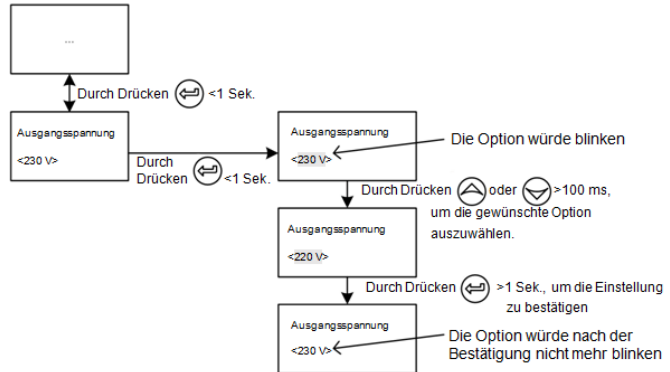 ...
Durch Drücken <1 Sek.
Ausgangsspannung
<230 V>
Durch
Drücken <1 Sek.
Ausgangsspannung
<230 V>
Die Option würde blinken
Durch Drücken oder >100 ms,
um die gewünschte Option
auszuwählen.
Ausgangsspannung
<220 V>
Durch Drücken >1 Sek., um die Einstellung
zu bestätigen
Ausgangsspannung
<230 V>
Die Option würde nach der
Bestätigung nicht mehr blinken